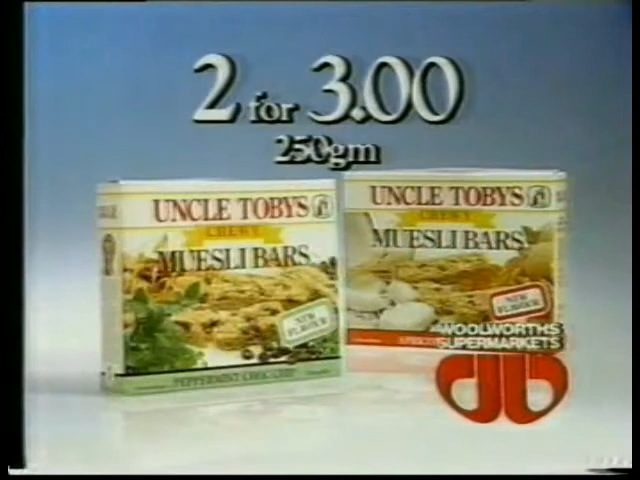 2 for 3.00
250gm
UNCLE TOBYS
CHEWY
MUESLI BARS
NEW FLAVOUR
PEPPERMINT CHOC CHIP
UNCLE TOBYS
CHEWY
MUESLI BARS
NEW FLAVOUR
APRICOT
WOOLWORTHS
SUPERMARKETS